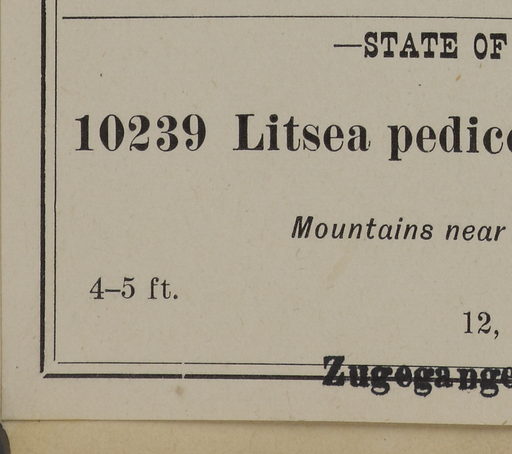 —STATE OF
10239 Litsea pedic
Mountains near
4–5 ft.
12,
Zugegange